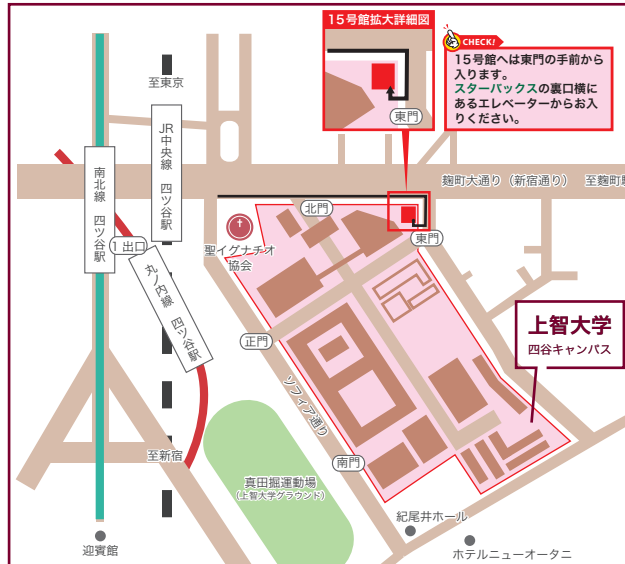 15号館拡大詳細図
CHECK!
15号館へは東門の手前から
入ります。
スターバックスの裏口横に
あるエレベーターからお入
りください。
東門
至東京
JR中央線 四ツ谷駅
南北線 四ツ谷駅
1出口
丸ノ内線 四ツ谷駅
麹町大通り（新宿通り）
至麹町駅
北門
東門
聖イグナチオ
協会
正門
上智大学
四谷キャンパス
ソフィア通り
至新宿
南門
真田掘運動場
（上智大学グラウンド）
紀尾井ホール
迎賓館
ホテルニューオータニ